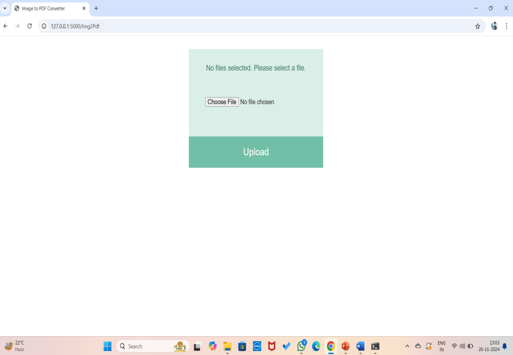 Image to PDF Converter
127.0.0.1:5000/Img2Pdf
No files selected. Please select a file.
Choose File No file chosen
Upload
22°C
Haze
Search
ENG
IN
23:03
26-11-2024